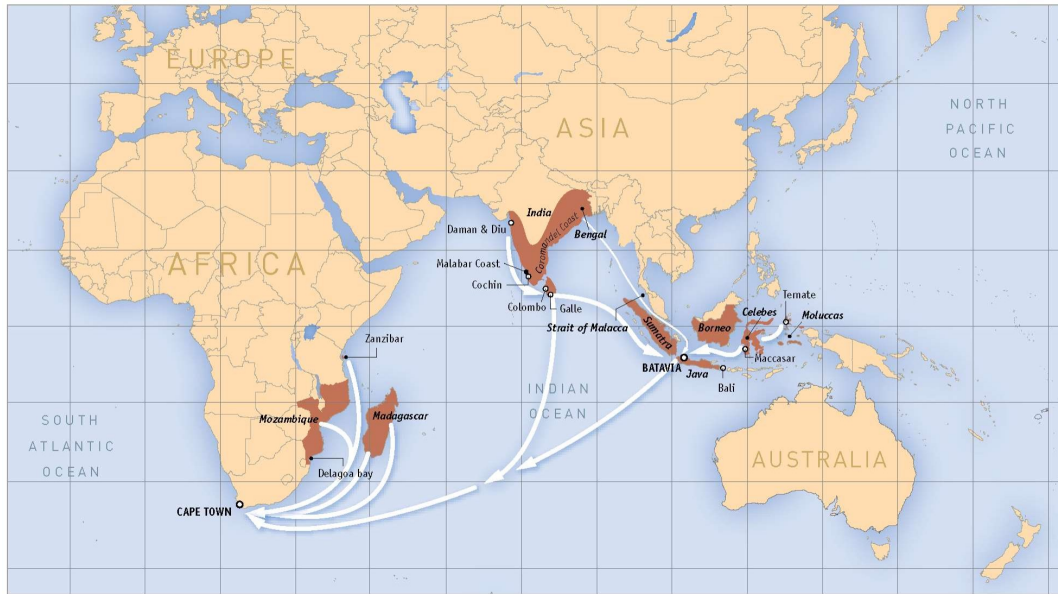 EUROPE
ASIA
NORTH
PACIFIC
OCEAN
India
Daman & Diu
Caromandel Coast
Bengal
AFRICA
Malabar Coast
Cochin
Colombo
Galle
Ternate
Celebes
Moluccas
Strait of Malacca
Sumatra
Borneo
Zanzibar
Maccasar
BATAVIA
Java
Bali
INDIAN
OCEAN
Mozambique
Madagascar
SOUTH
ATLANTIC
OCEAN
AUSTRALIA
Delagoa bay
CAPE TOWN